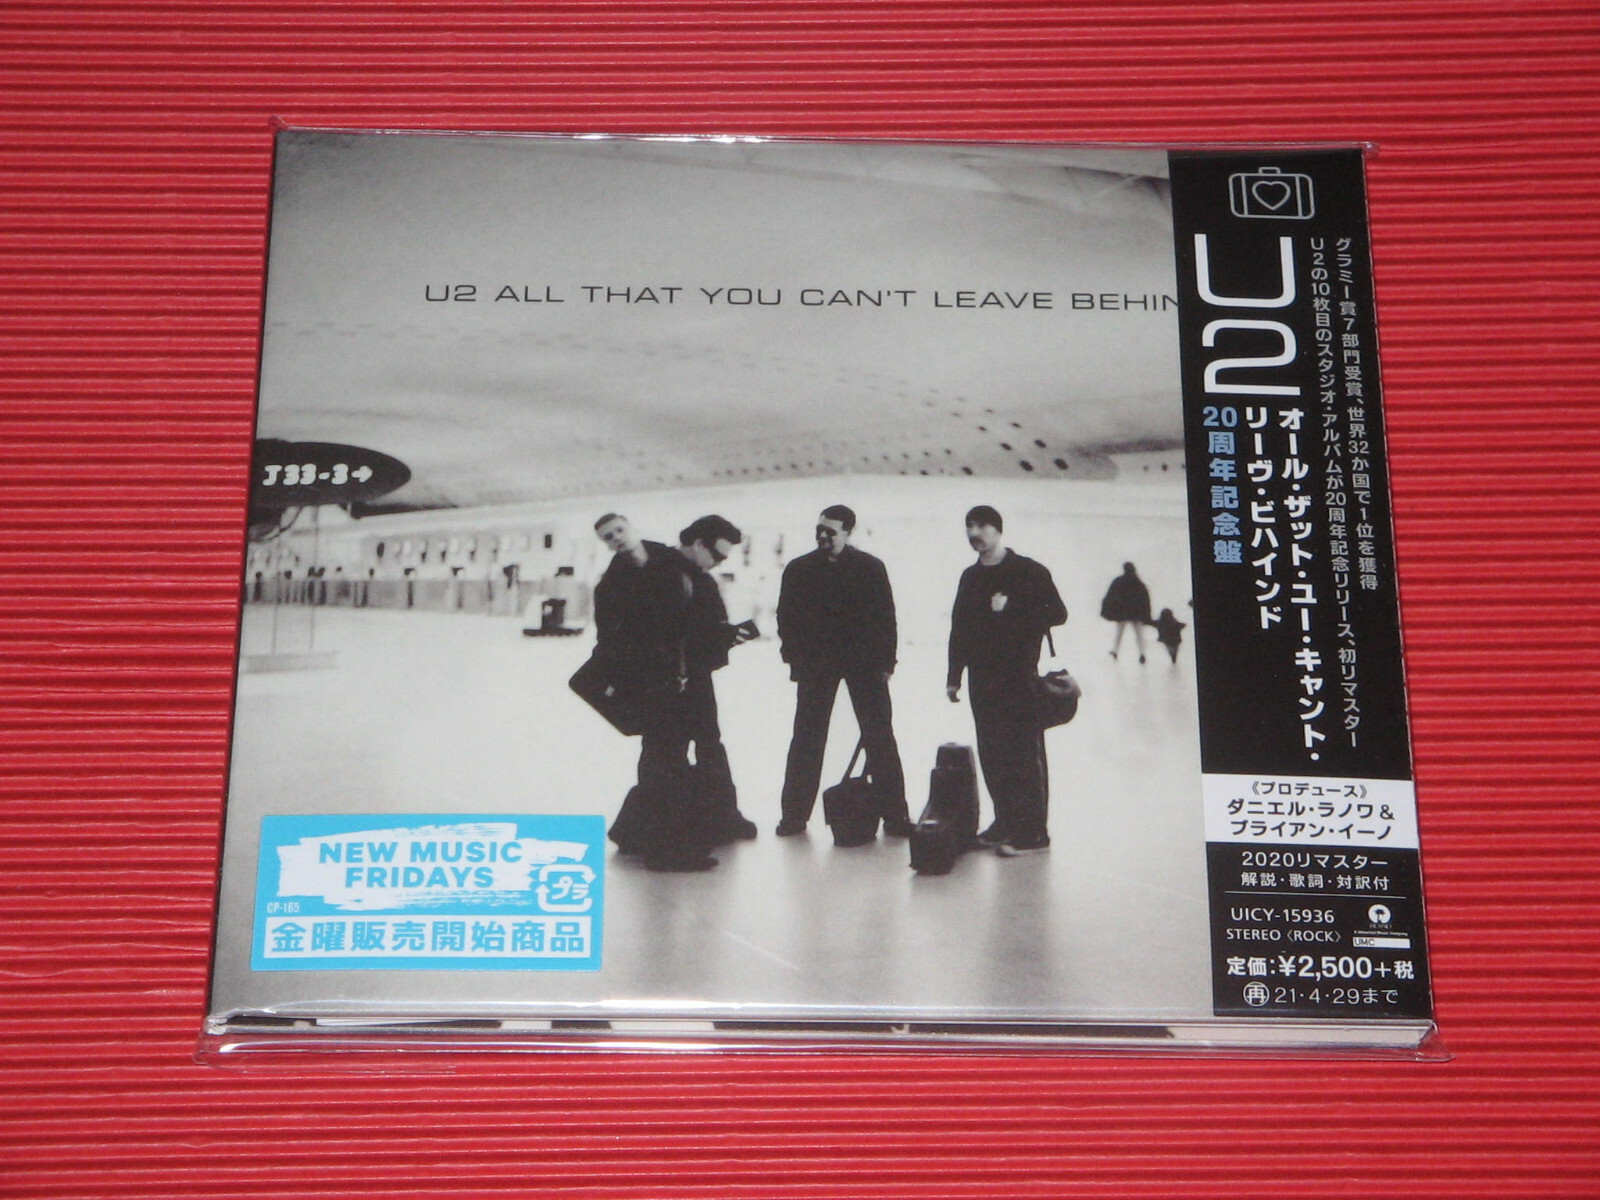 U2 ALL THAT YOU CAN'T LEAVE BEHIN
J33-3→
NEW MUSIC
FRIDAYS
プラ
CP-165
金曜販売開始商品
グラミー賞7部門受賞、世界32か国で1位を獲得
U2の10枚目のスタジオ・アルバムが20周年記念リリース、初リマスター
U2
オール・ザット・ユー・キャント・
リーヴ・ビハインド
20周年記念盤
《プロデュース》
ダニエル・ラノワ&
ブライアン・イーノ
2020リマスター
解説・歌詞・対訳付
UICY-15936
STEREO〈ROCK〉
UMC
定価:¥2,500+税
再 21・4・29まで